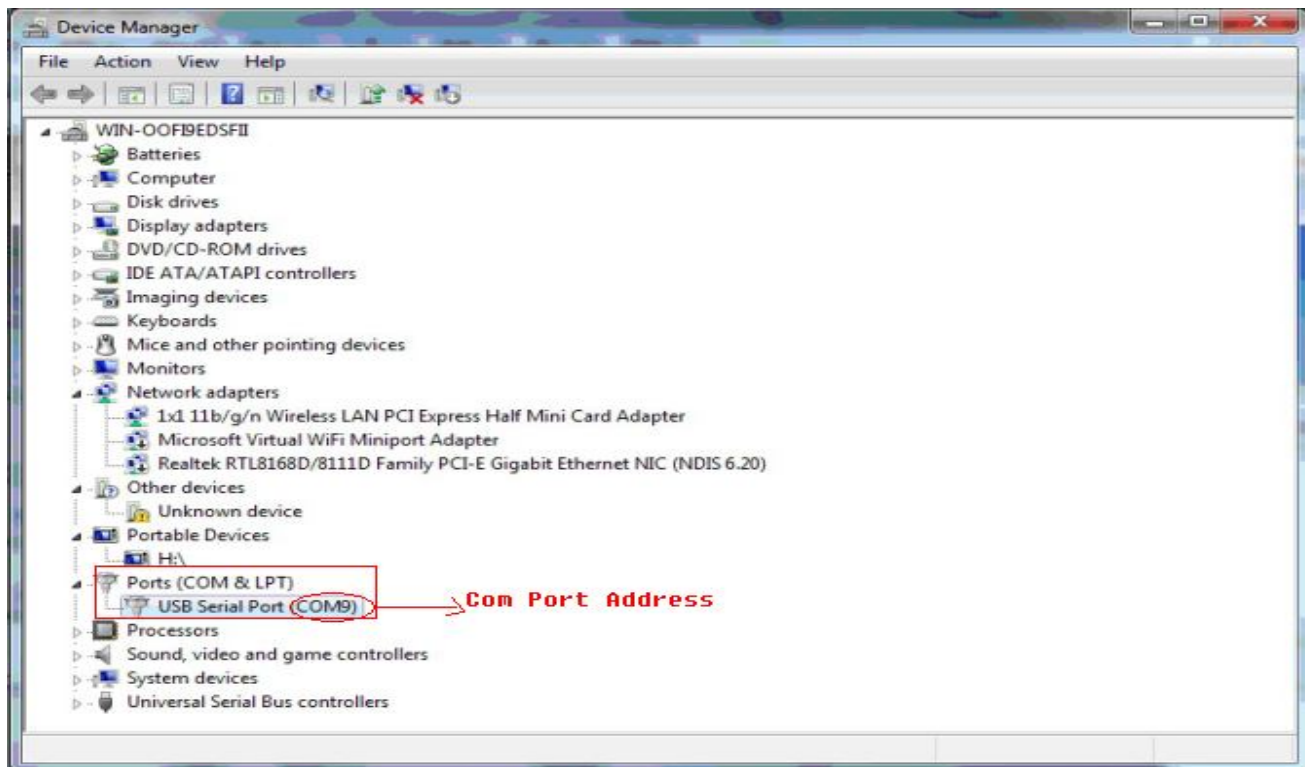 Device Manager
File Action View Help
WIN-OOFI9EDSFII
Batteries
Computer
Disk drives
Display adapters
DVD/CD-ROM drives
IDE ATA/ATAPI controllers
Imaging devices
Keyboards
Mice and other pointing devices
Monitors
Network adapters
1x1 11b/g/n Wireless LAN PCI Express Half Mini Card Adapter
Microsoft Virtual WiFi Miniport Adapter
Realtek RTL8168D/8111D Family PCI-E Gigabit Ethernet NIC (NDIS 6.20)
Other devices
Unknown device
Portable Devices
H:\
Ports (COM & LPT)
USB Serial Port (COM9) Com Port Address
Processors
Sound, video and game controllers
System devices
Universal Serial Bus controllers